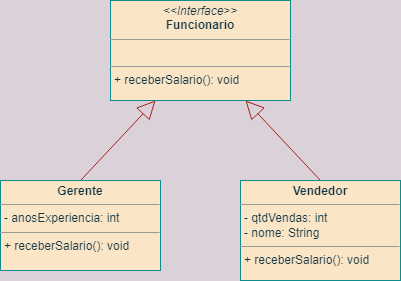 <<Interface>>
Funcionario
+ receberSalario(): void
Gerente
- anosExperiencia: int
+ receberSalario(): void
Vendedor
- qtdVendas: int
- nome: String
+ receberSalario(): void